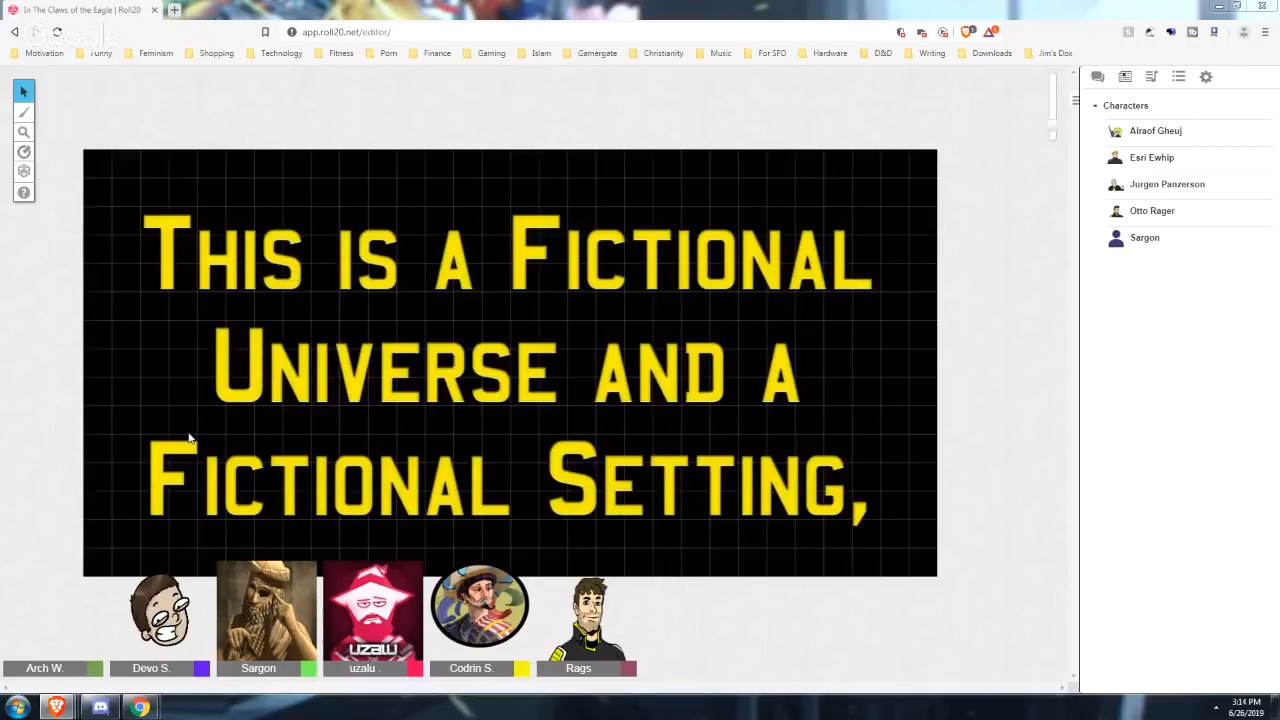 In The Claws of the Eagle | Roll20
app.roll20.net/editor/
Motivation Funny Feminism Shopping Technology Fitness Porn Finance Gaming Islam Gamergate Christianity Music For SFO Hardware D&D Writing Downloads Jim's Dox
Characters
Alraof Gheuj
Esri Ewhip
Jurgen Panzerson
Otto Rager
Sargon
This is a Fictional
Universe and a
Fictional Setting,
UZALU
Arch W. Devo S. Sargon uzalu . Codrin S. Rags
3:14 PM
6/26/2019